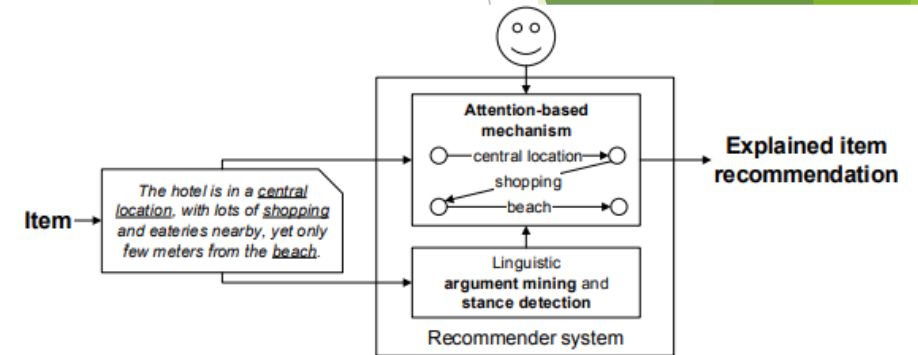 Item
The hotel is in a central
location, with lots of shopping
and eateries nearby, yet only
few meters from the beach.
Attention-based
mechanism
central location
shopping
beach
Linguistic
argument mining and
stance detection
Recommender system
Explained item
recommendation